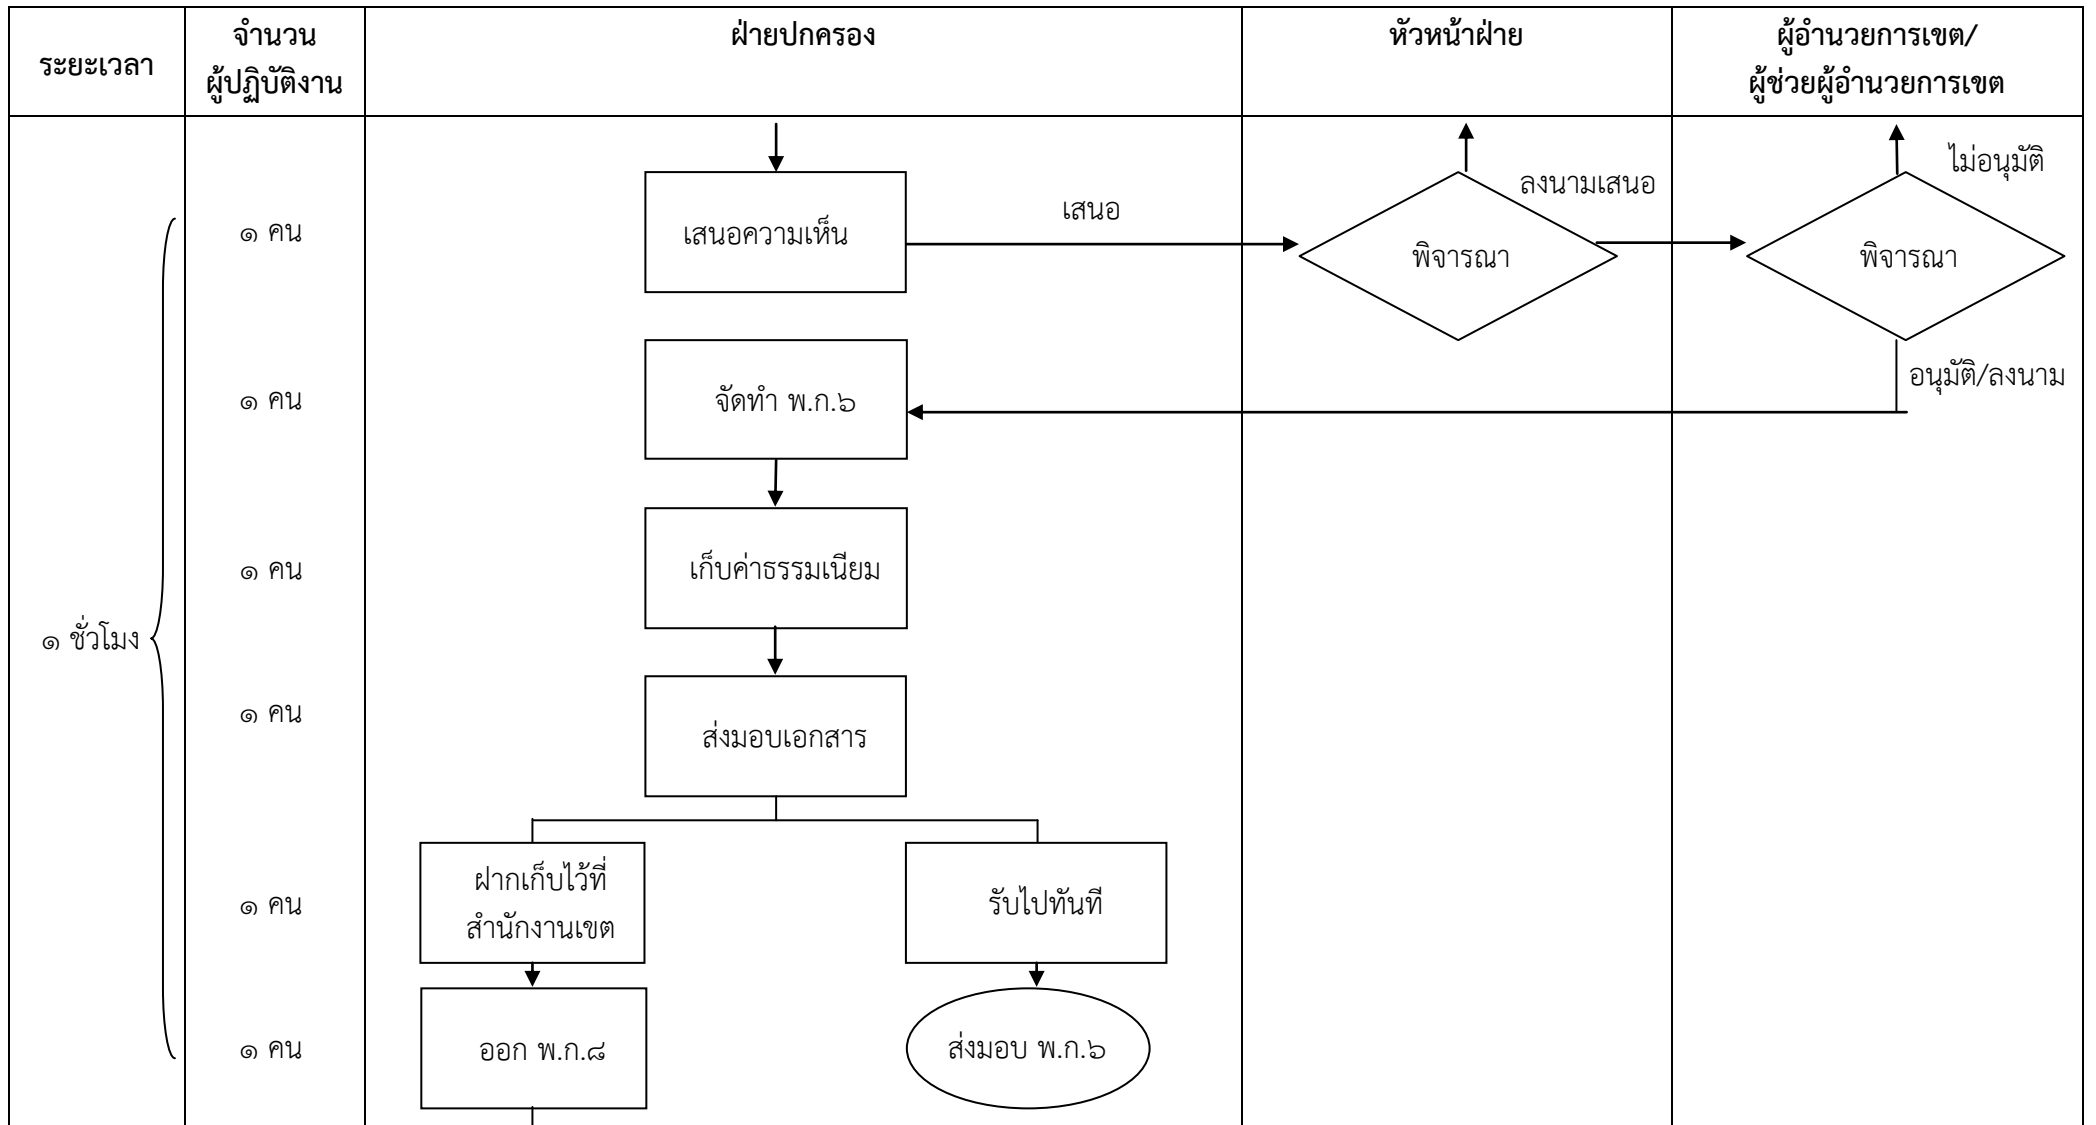 ระยะเวลา
จำนวน
ผู้ปฏิบัติงาน
ฝ่ายปกครอง
หัวหน้าฝ่าย
ผู้อำนวยการเขต/
ผู้ช่วยผู้อำนวยการเขต
๑ คน
เสนอความเห็น
เสนอ
พิจารณา
ลงนามเสนอ
พิจารณา
ไม่อนุมัติ
อนุมัติ/ลงนาม
๑ คน
จัดทำ พ.ก.๖
๑ คน
เก็บค่าธรรมเนียม
๑ ชั่วโมง
๑ คน
ส่งมอบเอกสาร
๑ คน
ฝากเก็บไว้ที่
สำนักงานเขต
รับไปทันที
๑ คน
ออก พ.ก.๘
ส่งมอบ พ.ก.๖